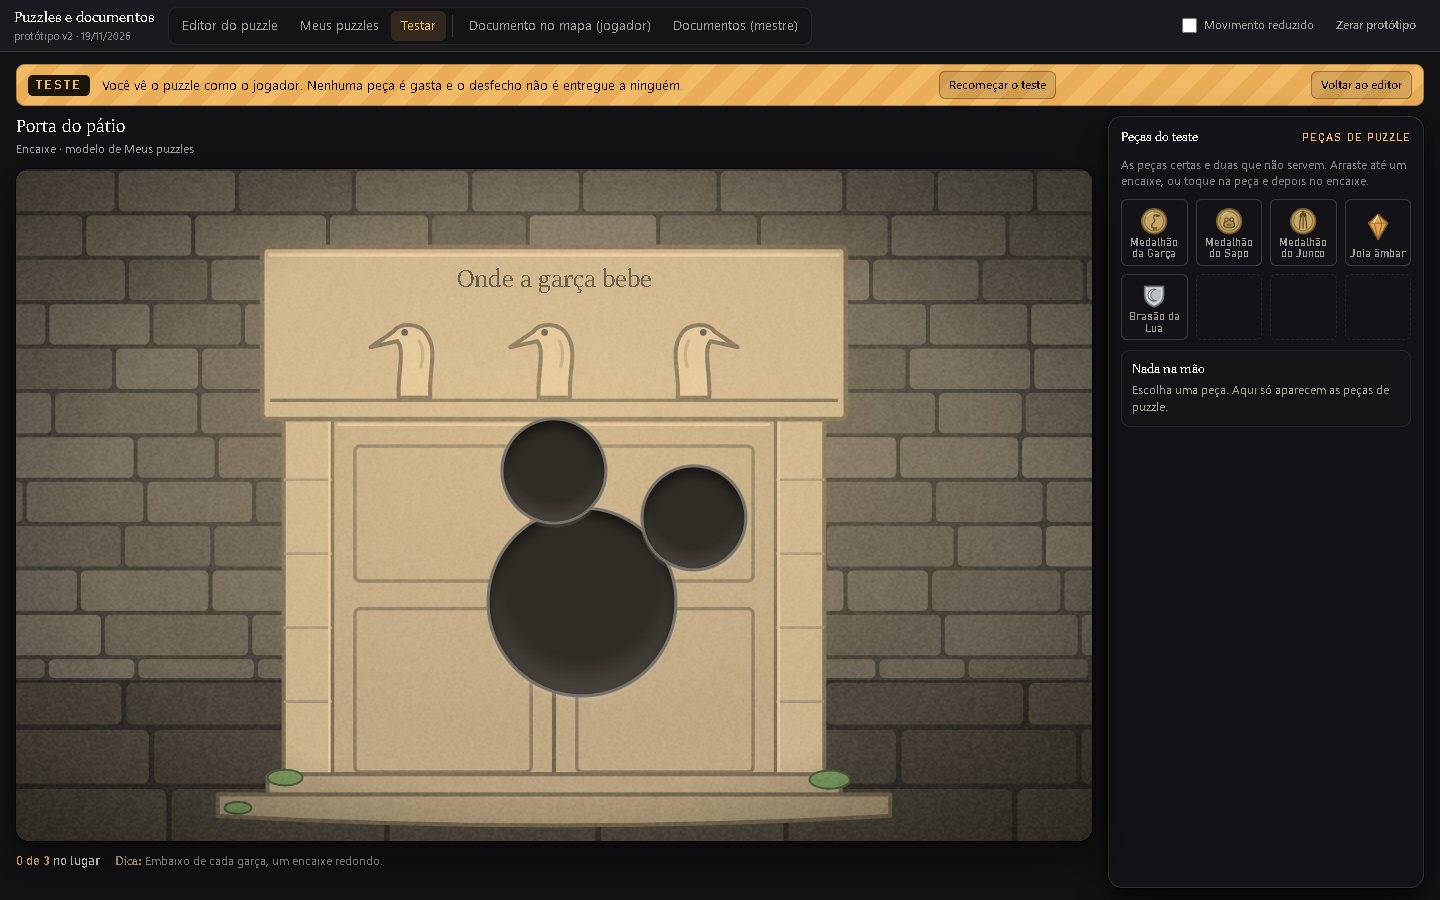 Puzzles e documentos
protótipo v2 · 19/11/2026
Editor do puzzle
Meus puzzles
Testar
Documento no mapa (jogador)
Documentos (mestre)
Movimento reduzido
Zerar protótipo
TESTE
Você vê o puzzle como o jogador. Nenhuma peça é gasta e o desfecho não é entregue a ninguém.
Recomeçar o teste
Voltar ao editor
Porta do pátio
Encaixe · modelo de Meus puzzles
Onde a garça bebe
0 de 3 no lugar
Dica: Embaixo de cada garça, um encaixe redondo.
Peças do teste
PEÇAS DE PUZZLE
As peças certas e duas que não servem. Arraste até um
encaixe, ou toque na peça e depois no encaixe.
Medalhão
da Garça
Medalhão
do Sapo
Medalhão
do Junco
Joia âmbar
Brasão da
Lua
Nada na mão
Escolha uma peça. Aqui só aparecem as peças de
puzzle.